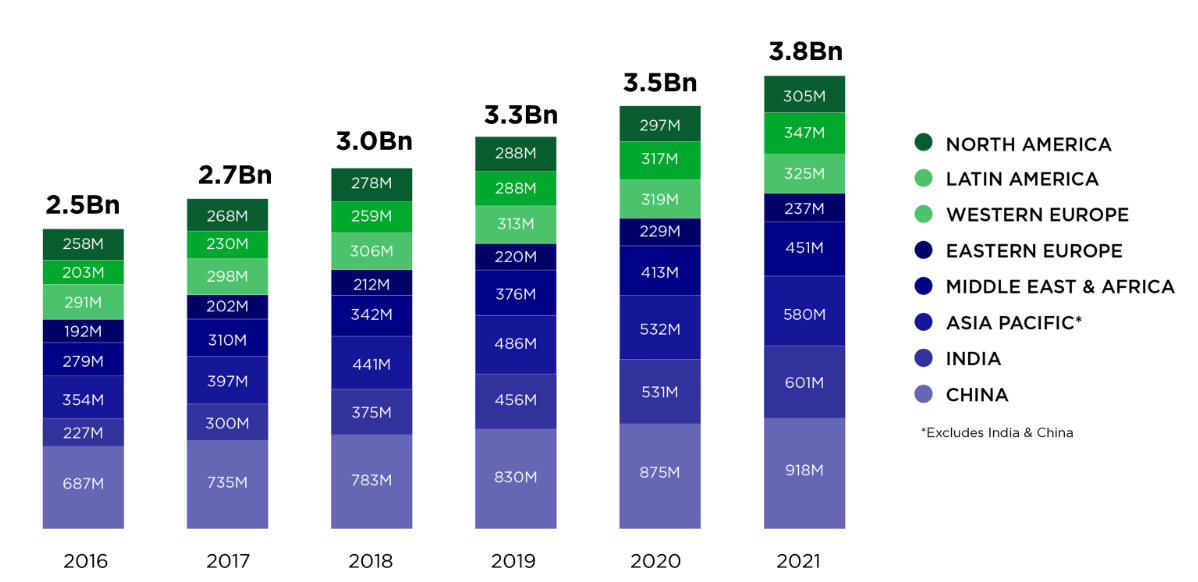 3.8Bn
3.5Bn
3.3Bn
3.0Bn
2.7Bn
2.5Bn
258M
203M
291M
192M
279M
354M
227M
687M
2016
268M
230M
298M
202M
310M
397M
300M
735M
2017
278M
259M
306M
212M
342M
441M
375M
783M
2018
288M
288M
313M
220M
376M
486M
456M
830M
2019
297M
317M
319M
229M
413M
532M
531M
875M
2020
305M
347M
325M
237M
451M
580M
601M
918M
2021
NORTH AMERICA
LATIN AMERICA
WESTERN EUROPE
EASTERN EUROPE
MIDDLE EAST & AFRICA
ASIA PACIFIC*
INDIA
CHINA
*Excludes India & China